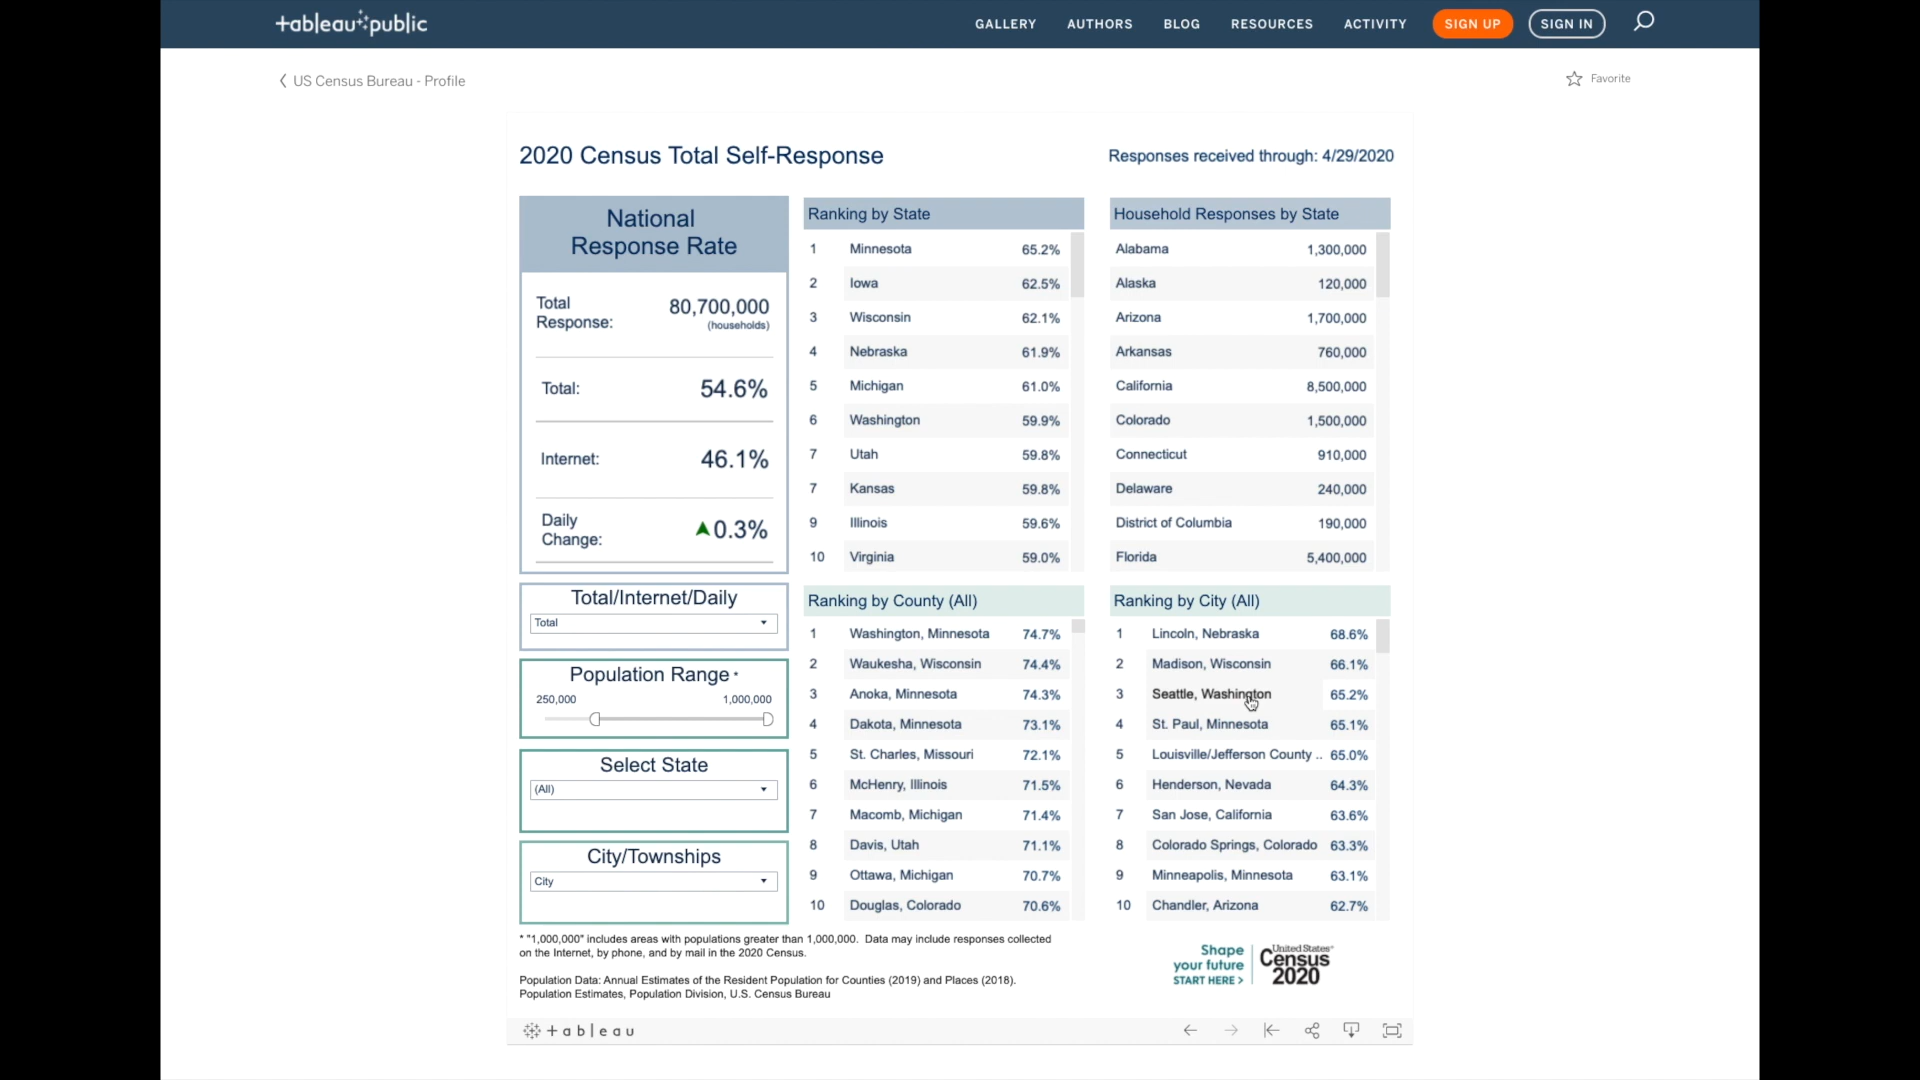 +ableau+public
GALLERY AUTHORS BLOG RESOURCES ACTIVITY SIGN UP SIGN IN
US Census Bureau - Profile
Favorite
2020 Census Total Self-Response
Responses received through: 4/29/2020
National
Response Rate
Total
Response:
80,700,000
(households)
Total: 54.6%
Internet: 46.1%
Daily
Change:
0.3%
Total/Internet/Daily
Total
Population Range *
250,000 1,000,000
Select State
(All)
City/Townships
City
Ranking by State
1 Minnesota 65.2%
2 Iowa 62.5%
3 Wisconsin 62.1%
4 Nebraska 61.9%
5 Michigan 61.0%
6 Washington 59.9%
7 Utah 59.8%
7 Kansas 59.8%
9 Illinois 59.6%
10 Virginia 59.0%
Household Responses by State
Alabama 1,300,000
Alaska 120,000
Arizona 1,700,000
Arkansas 760,000
California 8,500,000
Colorado 1,500,000
Connecticut 910,000
Delaware 240,000
District of Columbia 190,000
Florida 5,400,000
Ranking by County (All)
1 Washington, Minnesota 74.7%
2 Waukesha, Wisconsin 74.4%
3 Anoka, Minnesota 74.3%
4 Dakota, Minnesota 73.1%
5 St. Charles, Missouri 72.1%
6 McHenry, Illinois 71.5%
7 Macomb, Michigan 71.4%
8 Davis, Utah 71.1%
9 Ottawa, Michigan 70.7%
10 Douglas, Colorado 70.6%
Ranking by City (All)
1 Lincoln, Nebraska 68.6%
2 Madison, Wisconsin 66.1%
3 Seattle, Washington 65.2%
4 St. Paul, Minnesota 65.1%
5 Louisville/Jefferson County .. 65.0%
6 Henderson, Nevada 64.3%
7 San Jose, California 63.6%
8 Colorado Springs, Colorado 63.3%
9 Minneapolis, Minnesota 63.1%
10 Chandler, Arizona 62.7%
* "1,000,000" includes areas with populations greater than 1,000,000. Data may include responses collected
on the Internet, by phone, and by mail in the 2020 Census.
Population Data: Annual Estimates of the Resident Population for Counties (2019) and Places (2018).
Population Estimates, Population Division, U.S. Census Bureau
Shape
your future
START HERE >
United States®
Census
2020
+ableau